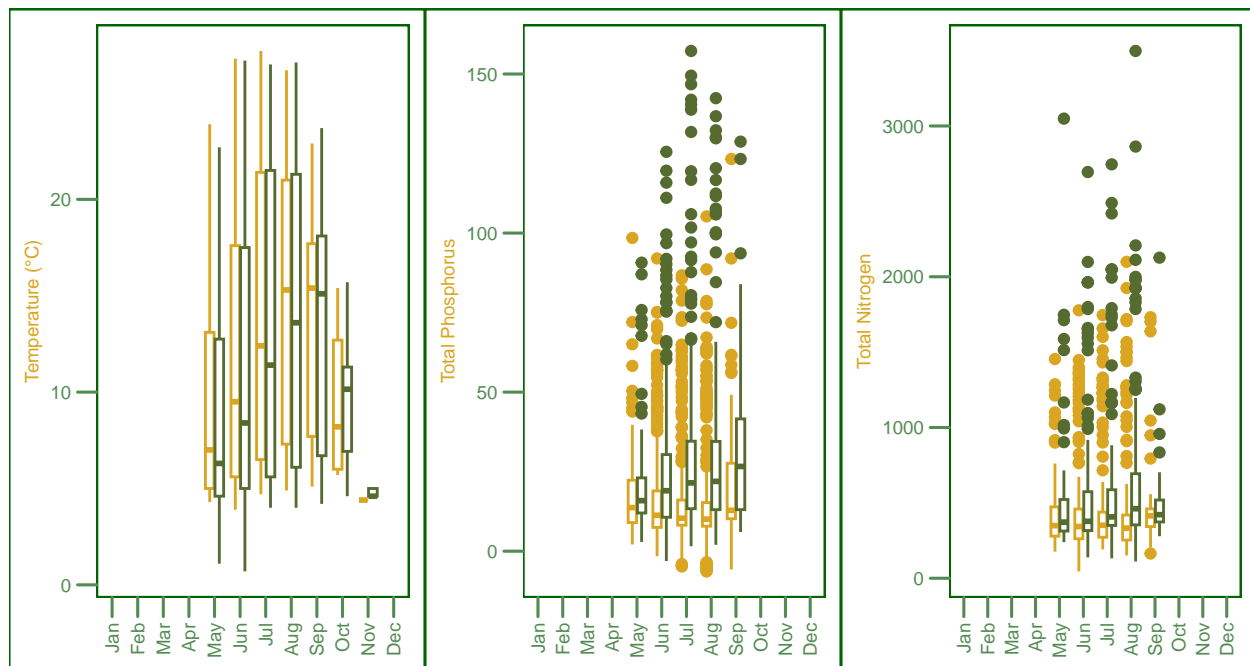 Temperature (°C)
20
10
0
Jan
Feb
Mar
Apr
May
Jun
Jul
Aug
Sep
Oct
Nov
Dec
Total Phosphorus
150
100
50
0
Jan
Feb
Mar
Apr
May
Jun
Jul
Aug
Sep
Oct
Nov
Dec
Total Nitrogen
3000
2000
1000
0
Jan
Feb
Mar
Apr
May
Jun
Jul
Aug
Sep
Oct
Nov
Dec